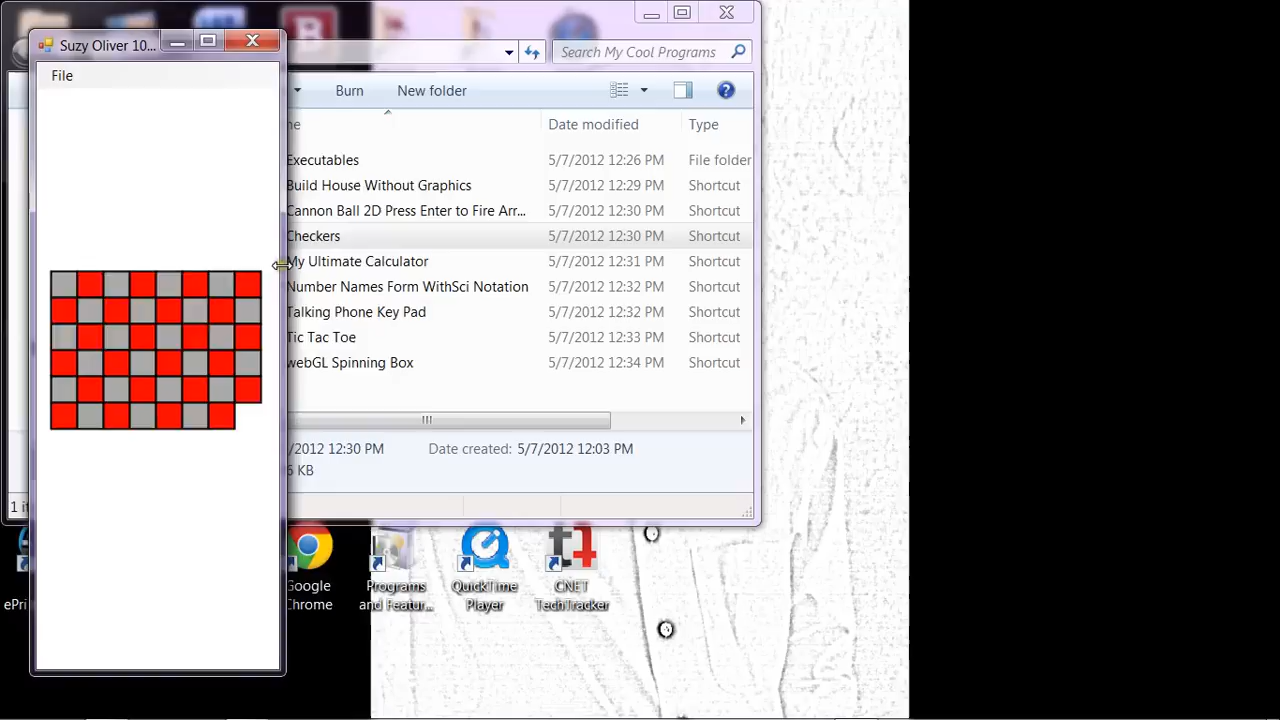 Suzy Oliver 10...
Search My Cool Programs
File
Burn
New folder
ne
Date modified
Type
Executables
5/7/2012 12:26 PM
File folder
Build House Without Graphics
5/7/2012 12:29 PM
Shortcut
Cannon Ball 2D Press Enter to Fire Arr...
5/7/2012 12:30 PM
Shortcut
Checkers
5/7/2012 12:30 PM
Shortcut
My Ultimate Calculator
5/7/2012 12:31 PM
Shortcut
Number Names Form WithSci Notation
5/7/2012 12:32 PM
Shortcut
Talking Phone Key Pad
5/7/2012 12:32 PM
Shortcut
Tic Tac Toe
5/7/2012 12:33 PM
Shortcut
webGL Spinning Box
5/7/2012 12:34 PM
Shortcut
/2012 12:30 PM
Date created: 5/7/2012 12:03 PM
6 KB
1 it
ePri
Google
Chrome
Programs
and Featur...
QuickTime
Player
CNET
TechTracker